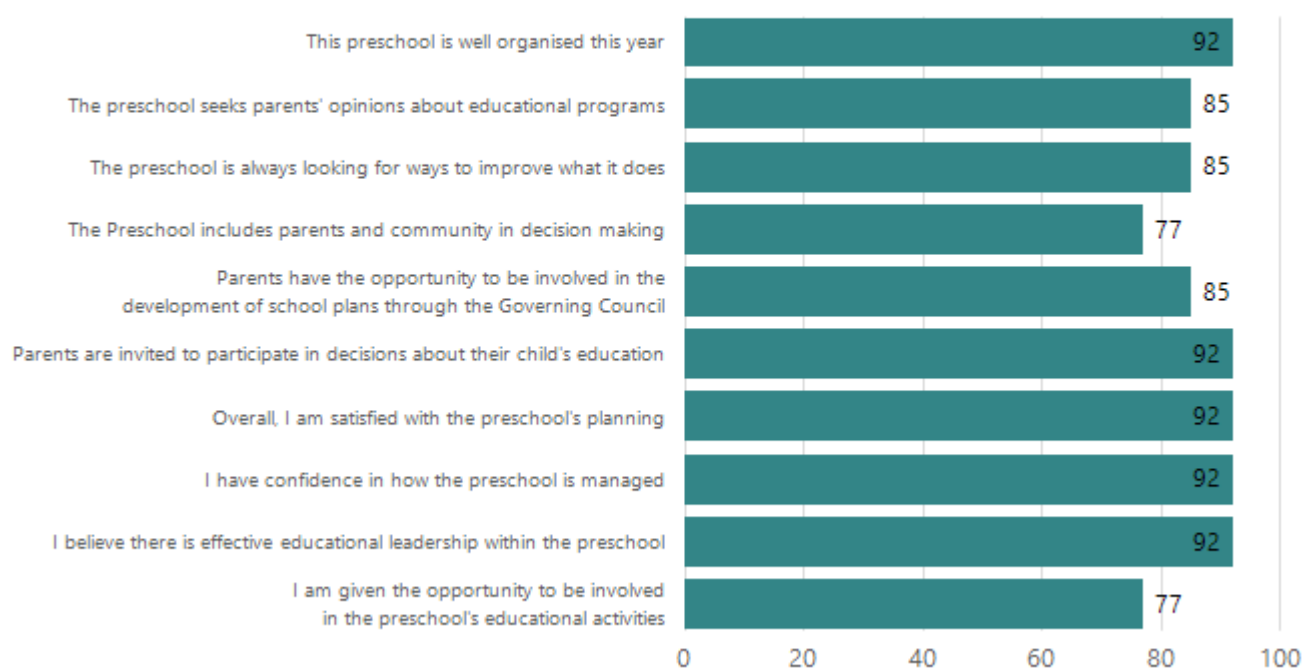 This preschool is well organised this year
92
The preschool seeks parents' opinions about educational programs
85
The preschool is always looking for ways to improve what it does
85
The Preschool includes parents and community in decision making
77
Parents have the opportunity to be involved in the
development of school plans through the Governing Council
85
Parents are invited to participate in decisions about their child's education
92
Overall, I am satisfied with the preschool's planning
92
I have confidence in how the preschool is managed
92
I believe there is effective educational leadership within the preschool
92
I am given the opportunity to be involved
in the preschool's educational activities
77
0 20 40 60 80 100